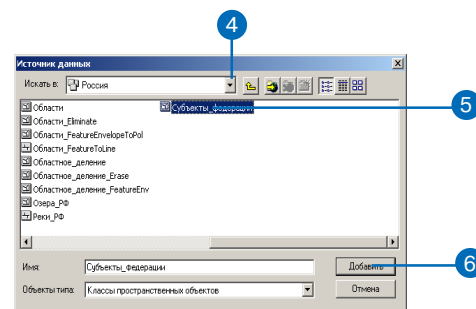 4
Источник данных
Искать в: Россия
Области
Области_Eliminate
Области_FeatureEnvelopeToPol
Области_FeatureToLine
Областное_деление
Областное_деление_Erase
Областное_деление_FeatureEnv
Озера_РФ
Реки_РФ
Субъекты_федерации
5
Имя: Субъекты_федерации
Добавить
6
Объекты типа: Классы пространственных объектов
Отмена